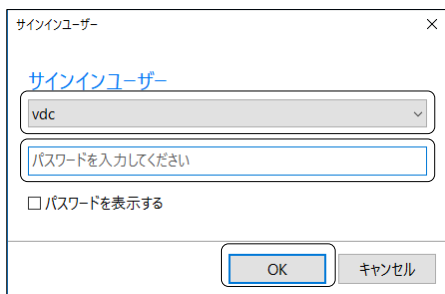 サインインユーザー
サインインユーザー
vdc
パスワードを入力してください
パスワードを表示する
OK
キャンセル